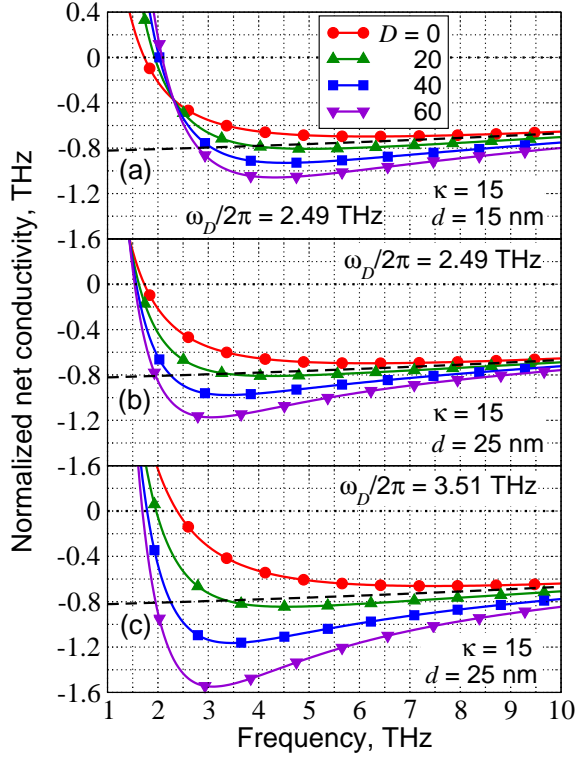 0.4
0
-0.4
-0.8
-1.2
D = 0
20
40
60
(a)
κ = 15
ω_D/2π = 2.49 THz
d = 15 nm
-1.6
0
-0.4
-0.8
-1.2
ω_D/2π = 2.49 THz
(b)
κ = 15
d = 25 nm
-1.6
0
-0.4
-0.8
-1.2
-1.6
ω_D/2π = 3.51 THz
(c)
κ = 15
d = 25 nm
1 2 3 4 5 6 7 8 9 10
Frequency, THz
Normalized net conductivity, THz